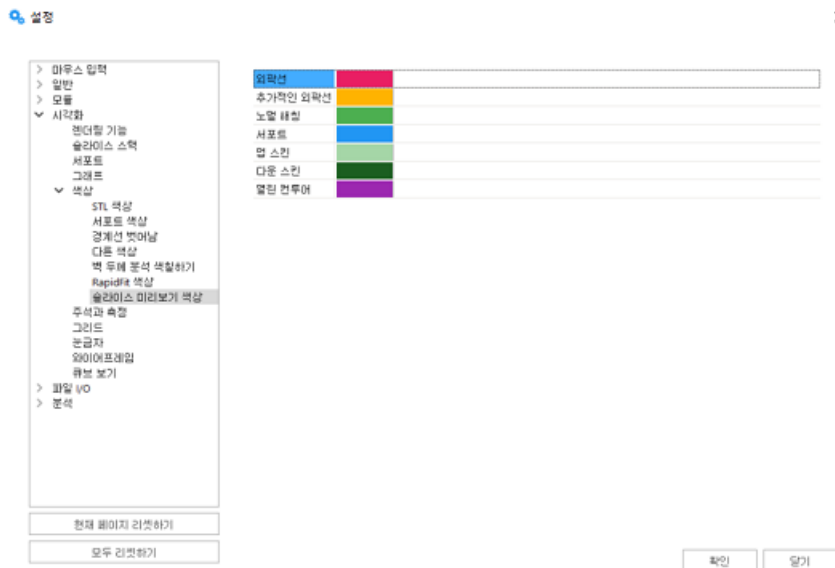 설정
마우스 입력
일반
모듈
시각화
렌더링 기능
슬라이스 스택
서포트
그래프
색상
STL 색상
서포트 색상
경계선 벗어남
다른 색상
벽 두께 분석 색칠하기
RapidFit 색상
슬라이스 미리보기 색상
주석과 측정
그리드
눈금자
와이어프레임
큐브 보기
파일 I/O
분석
현재 페이지 리셋하기
모두 리셋하기
외곽선
추가적인 외곽선
노멀 해칭
서포트
업 스킨
다운 스킨
열린 컨투어
확인
닫기